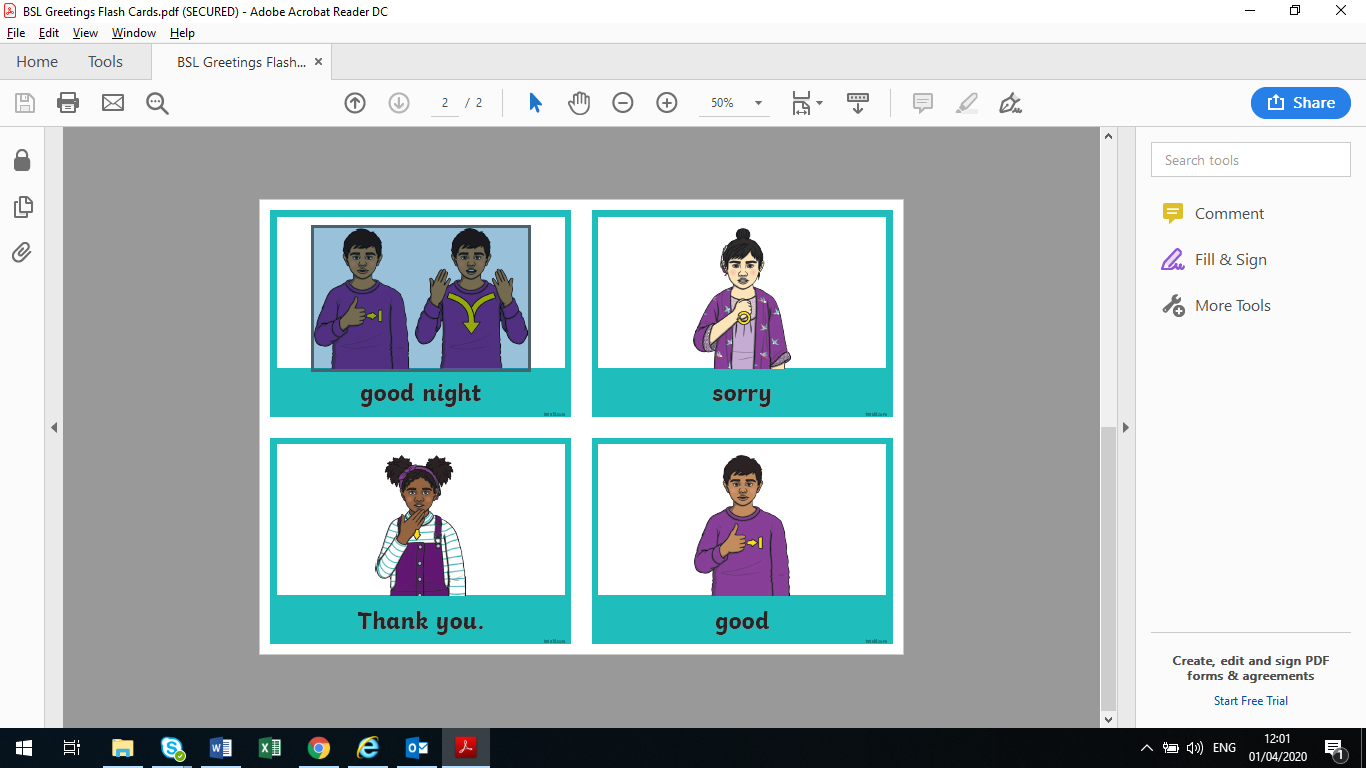 BSL Greetings Flash Cards.pdf (SECURED) - Adobe Acrobat Reader DC
File Edit View Window Help
Home Tools BSL Greetings Flash...
2 / 2 50% Share
Search tools
Comment
Fill & Sign
More Tools
good night sorry
Thank you. good
Create, edit and sign PDF
forms & agreements
Start Free Trial
ENG 12:01
01/04/2020 1